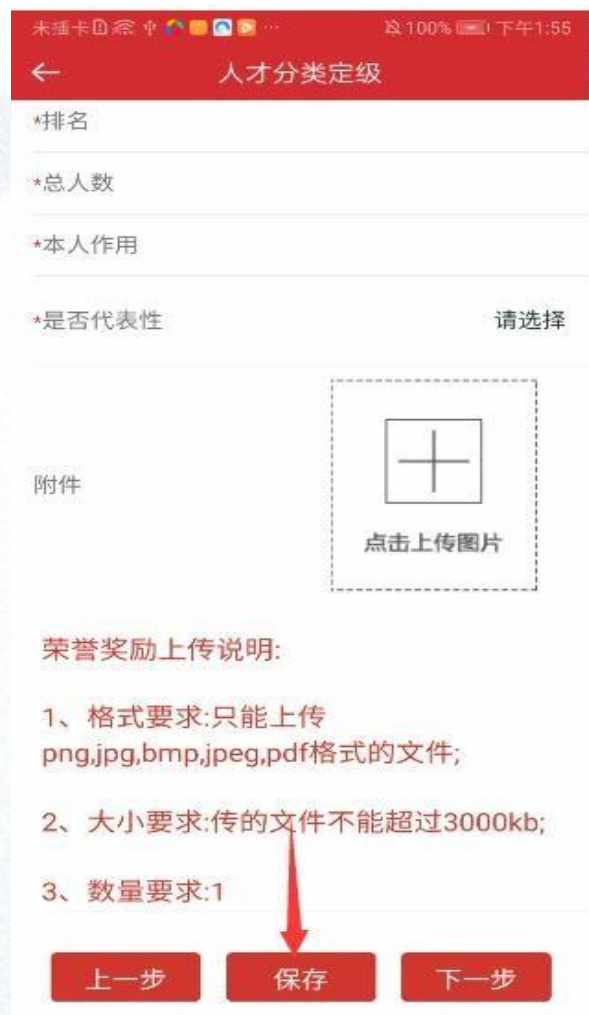 未插卡 100% 下午1:55
人才分类定级
*排名
*总人数
*本人作用
*是否代表性 请选择
附件
点击上传图片
荣誉奖励上传说明:
1、格式要求:只能上传
png,jpg,bmp,jpeg,pdf格式的文件;
2、大小要求:传的文件不能超过3000kb;
3、数量要求:1
上一步 保存 下一步